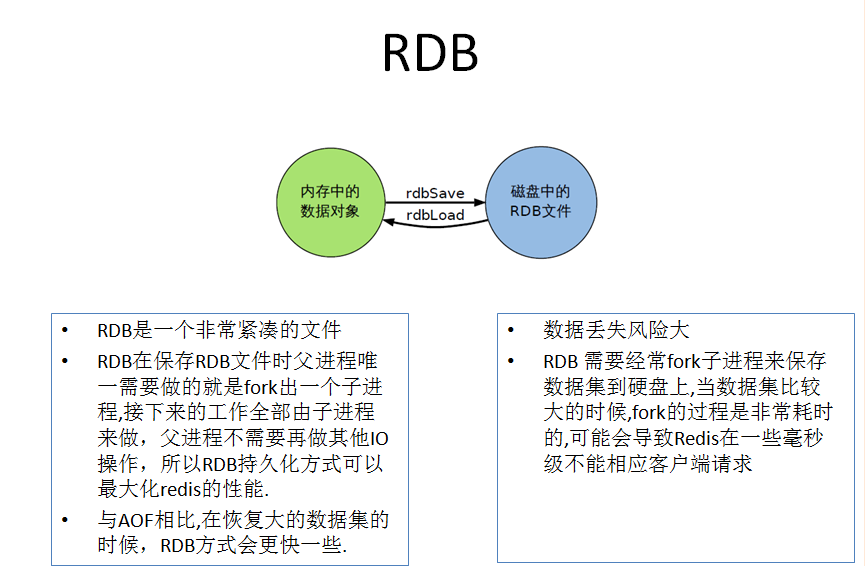 RDB
内存中的
数据对象
rdbSave
rdbLoad
磁盘中的
RDB文件
• RDB是一个非常紧凑的文件
• RDB在保存RDB文件时父进程唯
一需要做的就是fork出一个子进
程,接下来的工作全部由子进程
来做，父进程不需要再做其他IO
操作，所以RDB持久化方式可以
最大化redis的性能.
• 与AOF相比,在恢复大的数据集的
时候，RDB方式会更快一些.
• 数据丢失风险大
• RDB 需要经常fork子进程来保存
数据集到硬盘上,当数据集比较
大的时候,fork的过程是非常耗时
的,可能会导致Redis在一些毫秒
级不能相应客户端请求